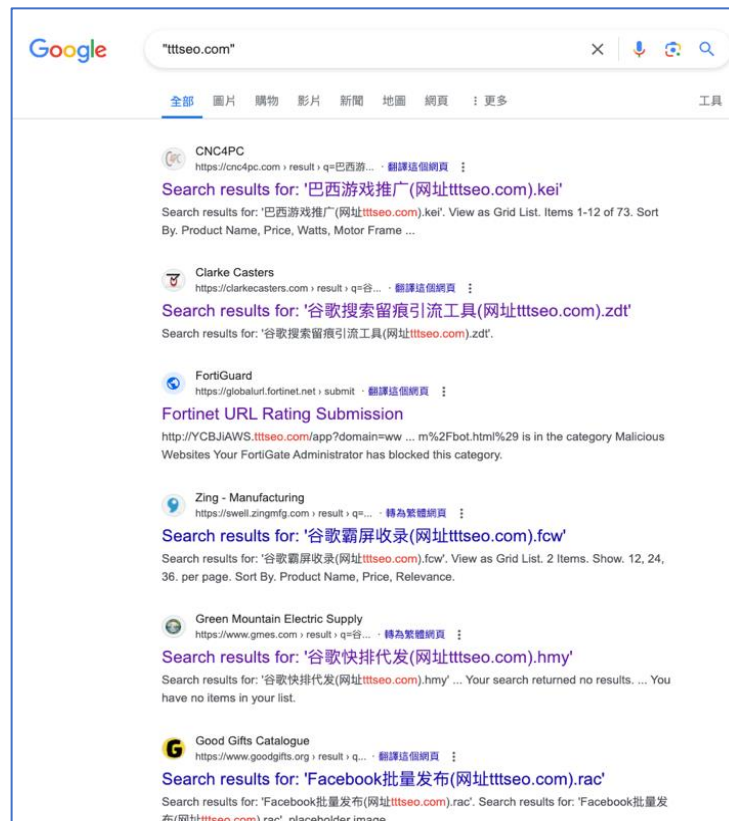 Google
"tttseo.com"
全部 圖片 購物 影片 新聞 地圖 網頁 ⋮ 更多 工具
CNC4PC
https://cnc4pc.com › result › q=巴西游... · 翻譯這個網頁
Search results for: '巴西游戏推广(网址tttseo.com).kei'
Search results for: '巴西游戏推广(网址tttseo.com).kei'. View as Grid List. Items 1-12 of 73. Sort
By. Product Name, Price, Watts, Motor Frame ...
Clarke Casters
https://clarkecasters.com › result › q=谷... · 翻譯這個網頁
Search results for: '谷歌搜索留痕引流工具(网址tttseo.com).zdt'
Search results for: '谷歌搜索留痕引流工具(网址tttseo.com).zdt'.
FortiGuard
https://globalurl.fortinet.net › submit · 翻譯這個網頁
Fortinet URL Rating Submission
http://YCBJiAWS.tttseo.com/app?domain=ww ... m%2Fbot.html%29 is in the category Malicious
Websites Your FortiGate Administrator has blocked this category.
Zing - Manufacturing
https://swell.zingmfg.com › result › q=... · 轉為繁體網頁
Search results for: '谷歌霸屏收录(网址tttseo.com).fcw'
Search results for: '谷歌霸屏收录(网址tttseo.com).fcw'. View as Grid List. 2 Items. Show. 12, 24,
36. per page. Sort By. Product Name, Price, Relevance.
Green Mountain Electric Supply
https://www.gmes.com › result › q=谷... · 轉為繁體網頁
Search results for: '谷歌快排代发(网址tttseo.com).hmy'
Search results for: '谷歌快排代发(网址tttseo.com).hmy' ... Your search returned no results. ... You
have no items in your list.
Good Gifts Catalogue
https://www.goodgifts.org › result › q... · 翻譯這個網頁
Search results for: 'Facebook批量发布(网址tttseo.com).rac'
Search results for: 'Facebook批量发布(网址tttseo.com).rac'. Search results for: 'Facebook批量发
布(网址tttseo.com).rac'. placeholder image